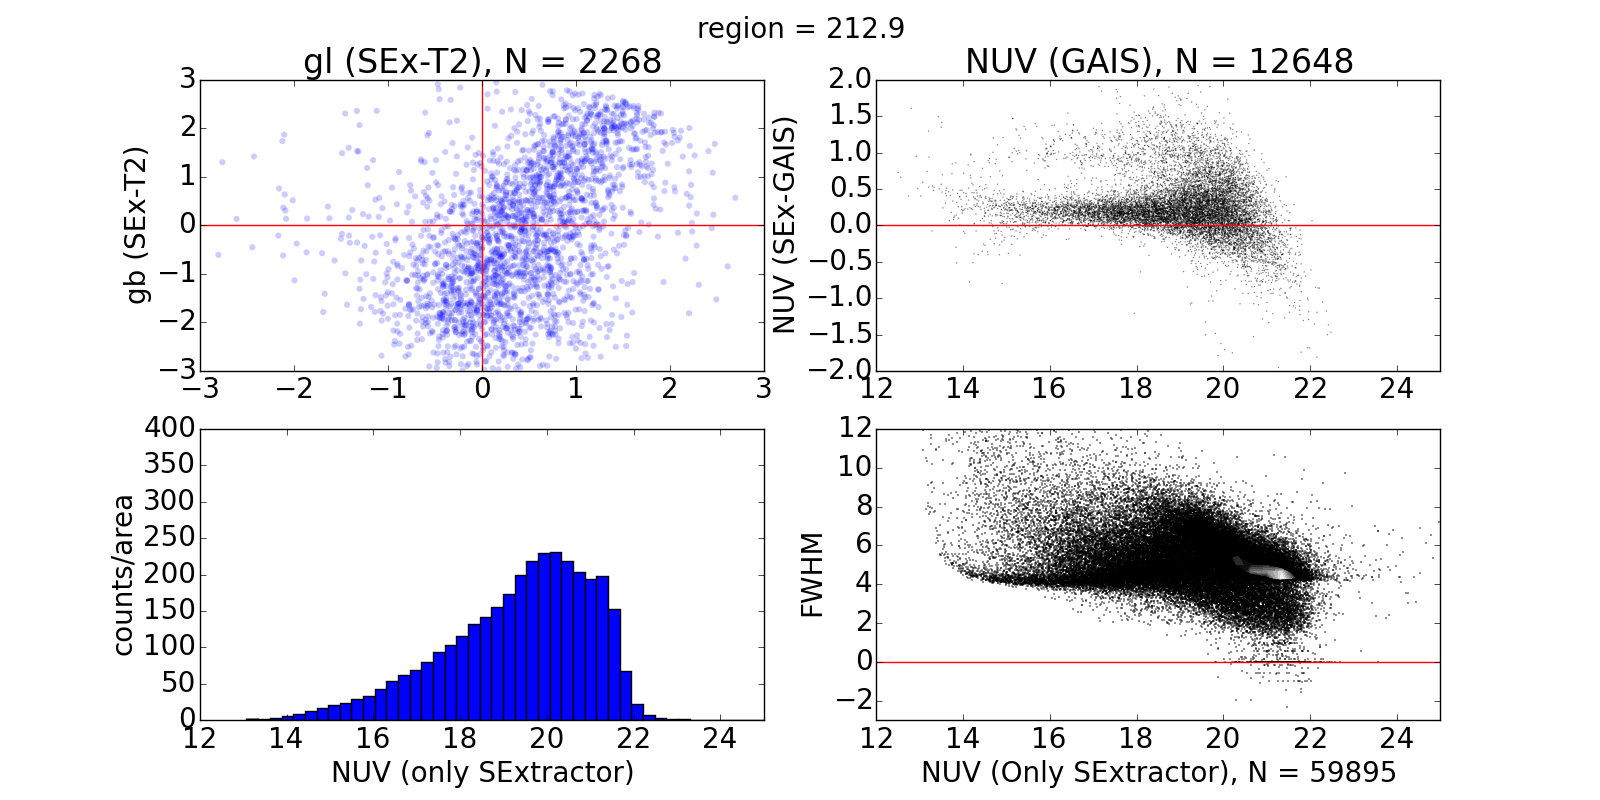 region = 212.9
gl (SEx-T2), N = 2268
3
2
1
0
−1
−2
−3
gb (SEx-T2)
−3 −2 −1 0 1 2 3
NUV (GAIS), N = 12648
2.0
1.5
1.0
0.5
0.0
−0.5
−1.0
−1.5
−2.0
NUV (SEx-GAIS)
12 14 16 18 20 22 24
400
350
300
250
200
150
100
50
0
counts/area
12 14 16 18 20 22 24
NUV (only SExtractor)
12
10
8
6
4
2
0
−2
FWHM
12 14 16 18 20 22 24
NUV (Only SExtractor), N = 59895